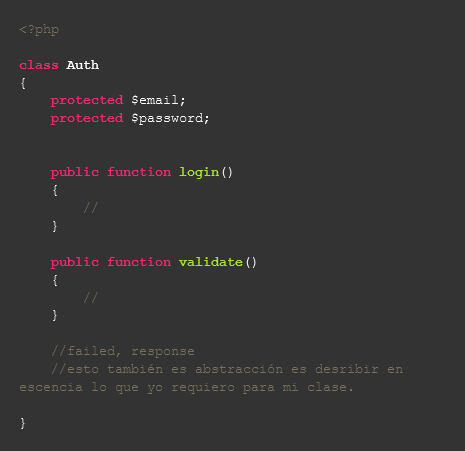 <?php
class Auth
{
protected $email;
protected $password;
public function login()
{
//
}
public function validate()
{
//
}
//failed, response
//esto también es abstracción es desribir en
escencia lo que yo requiero para mi clase.
}